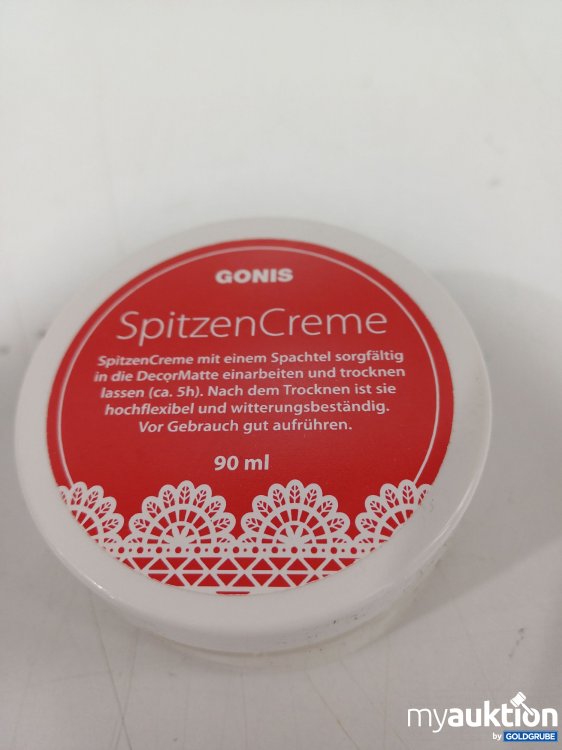 GONIS
SpitzenCreme
SpitzenCreme mit einem Spachtel sorgfältig
in die DecorMatte einarbeiten und trocknen
lassen (ca. 5h). Nach dem Trocknen ist sie
hochflexibel und witterungsbeständig.
Vor Gebrauch gut aufrühren.
90 ml
myauktion
by GOLDGRUBE